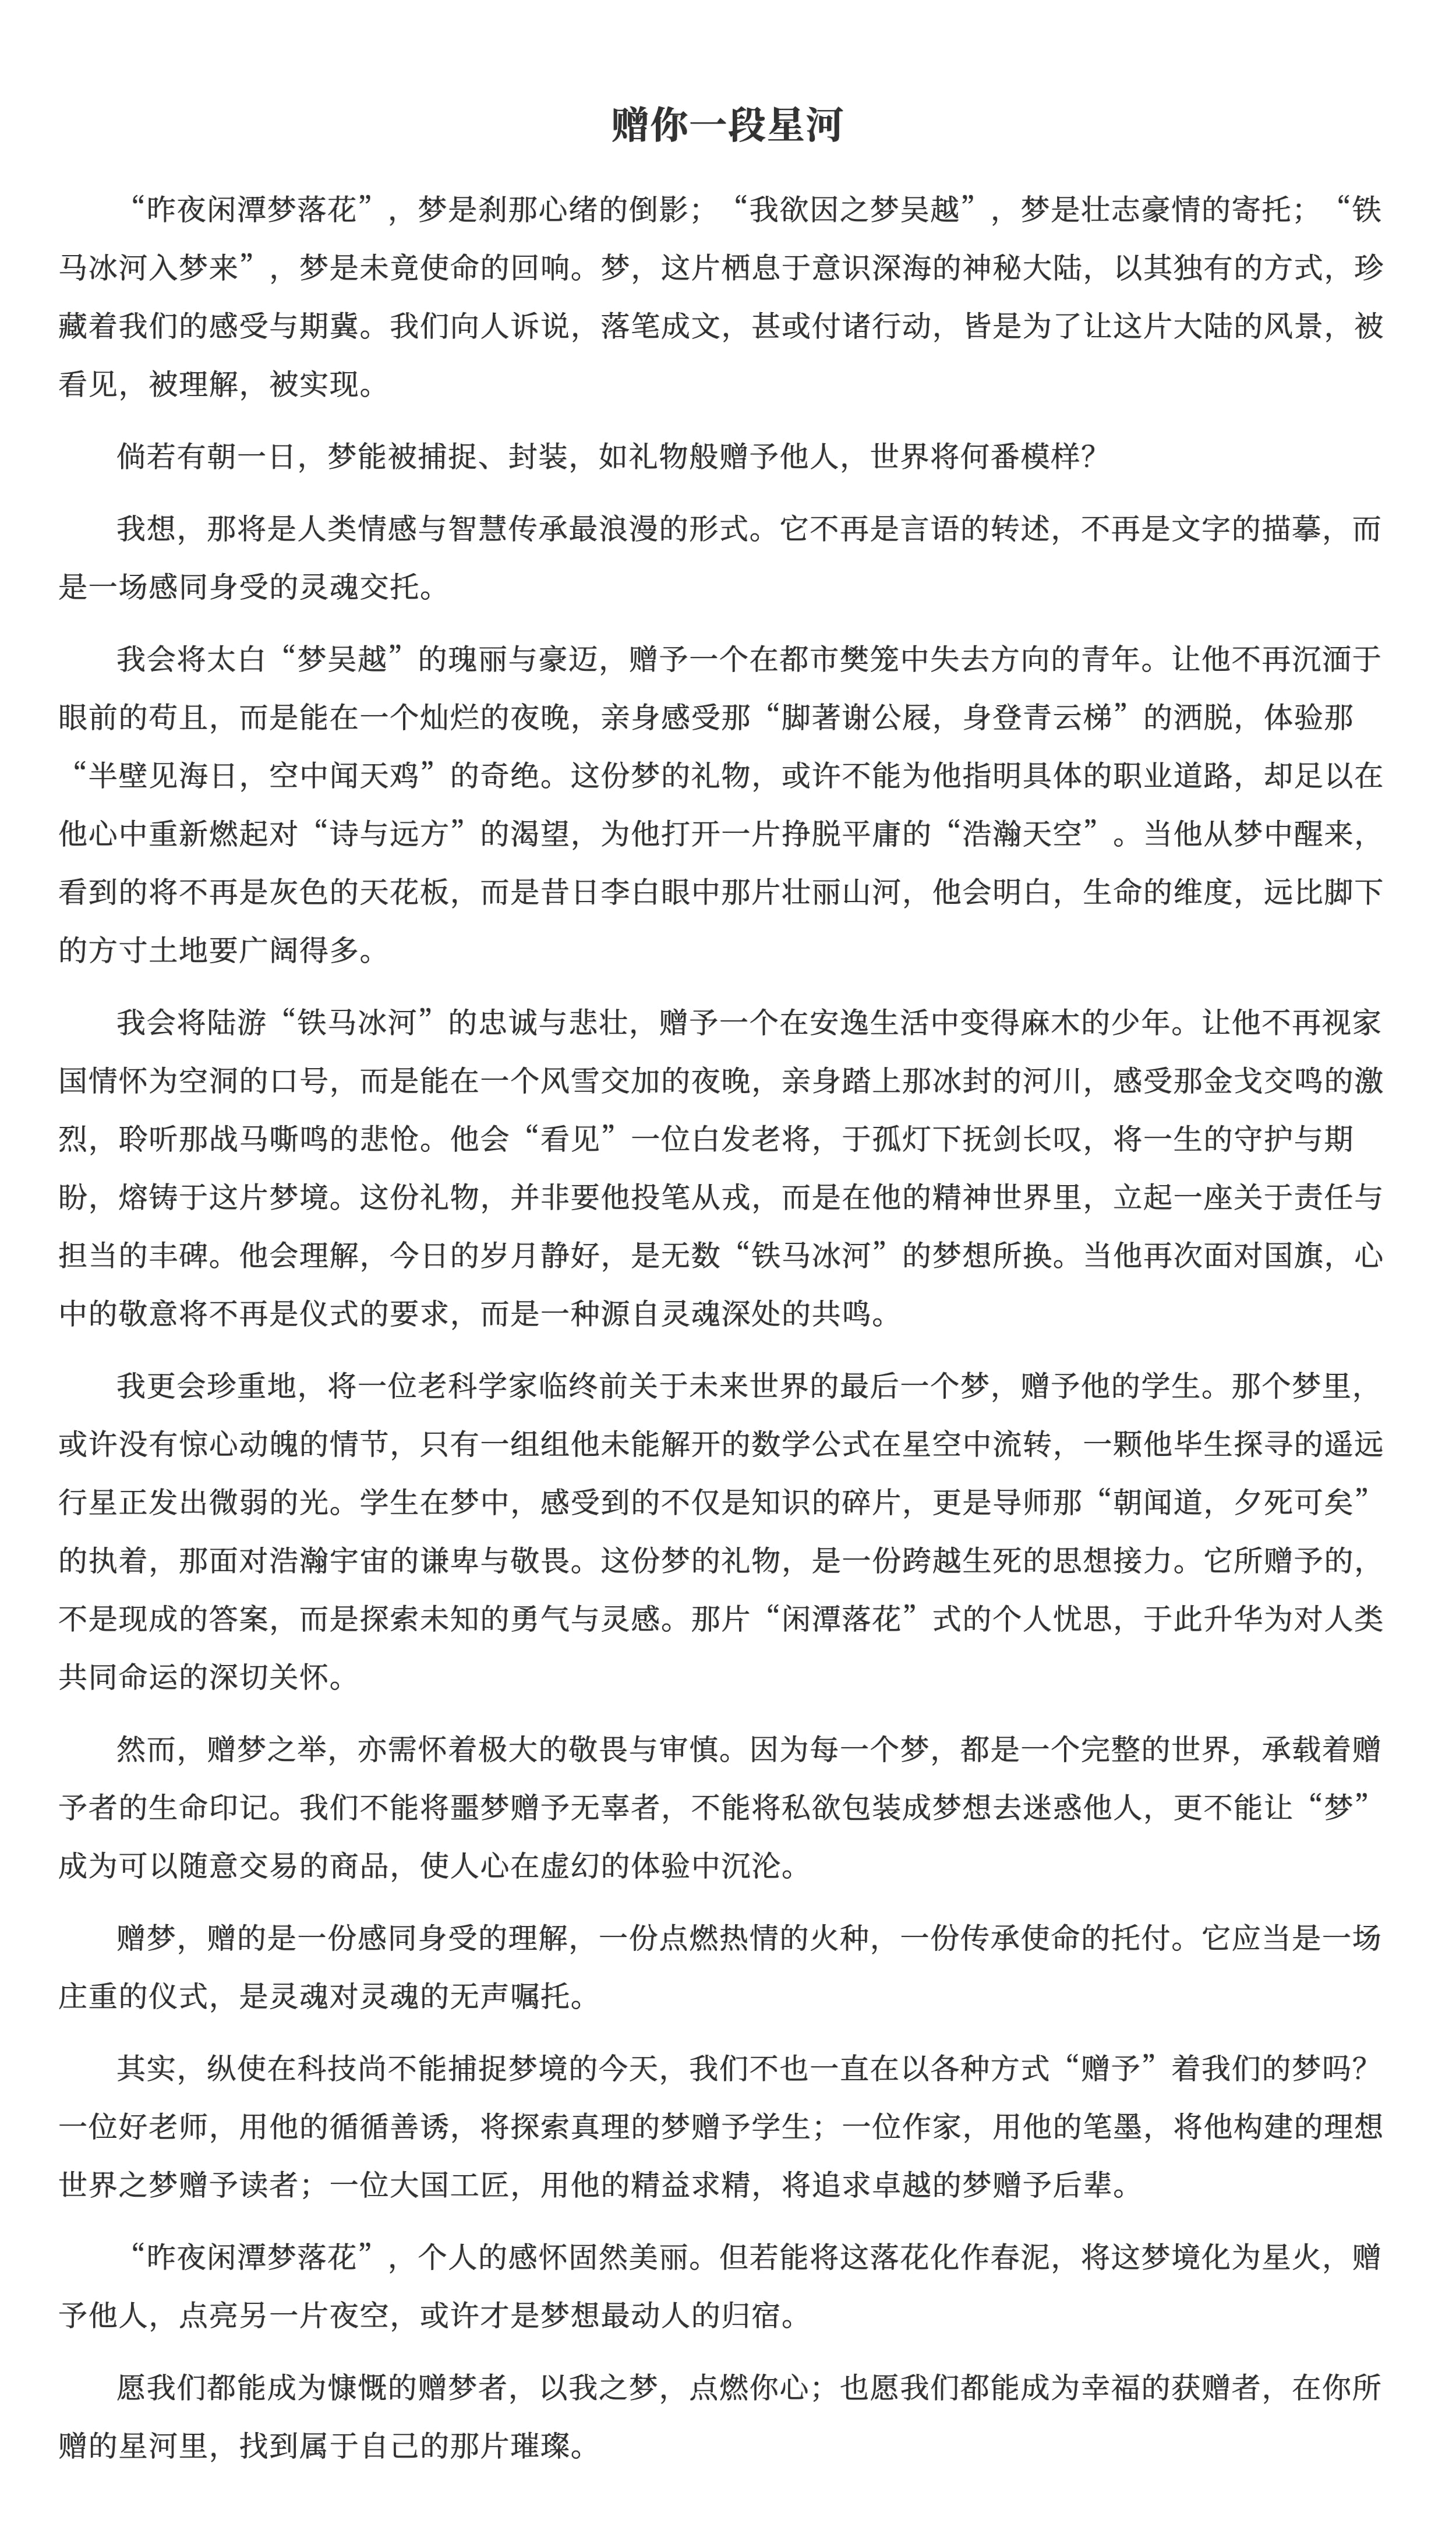 赠你一段星河
“昨夜闲潭梦落花”，梦是刹那心绪的倒影；“我欲因之梦吴越”，梦是壮志豪情的寄托；“铁
马冰河入梦来”，梦是未竟使命的回响。梦，这片栖息于意识深海的神秘大陆，以其独有的方式，珍
藏着我们的感受与期冀。我们向人诉说，落笔成文，甚或付诸行动，皆是为了让这片大陆的风景，被
看见，被理解，被实现。
倘若有朝一日，梦能被捕捉、封装，如礼物般赠予他人，世界将何番模样？
我想，那将是人类情感与智慧传承最浪漫的形式。它不再是言语的转述，不再是文字的描摹，而
是一场感同身受的灵魂交托。
我会将太白“梦吴越”的瑰丽与豪迈，赠予一个在都市樊笼中失去方向的青年。让他不再沉湎于
眼前的苟且，而是能在一个灿烂的夜晚，亲身感受那“脚著谢公屐，身登青云梯”的洒脱，体验那
“半壁见海日，空中闻天鸡”的奇绝。这份梦的礼物，或许不能为他指明具体的职业道路，却足以在
他心中重新燃起对“诗与远方”的渴望，为他打开一片挣脱平庸的“浩瀚天空”。当他从梦中醒来，
看到的将不再是灰色的天花板，而是昔日李白眼中那片壮丽山河，他会明白，生命的维度，远比脚下
的方寸土地要广阔得多。
我会将陆游“铁马冰河”的忠诚与悲壮，赠予一个在安逸生活中变得麻木的少年。让他不再视家
国情怀为空洞的口号，而是能在一个风雪交加的夜晚，亲身踏上那冰封的河川，感受那金戈交鸣的激
烈，聆听那战马嘶鸣的悲怆。他会“看见”一位白发老将，于孤灯下抚剑长叹，将一生的守护与期
盼，熔铸于这片梦境。这份礼物，并非要他投笔从戎，而是在他的精神世界里，立起一座关于责任与
担当的丰碑。他会理解，今日的岁月静好，是无数“铁马冰河”的梦想所换。当他再次面对国旗，心
中的敬意将不再是仪式的要求，而是一种源自灵魂深处的共鸣。
我更会珍重地，将一位老科学家临终前关于未来世界的最后一个梦，赠予他的学生。那个梦里，
或许没有惊心动魄的情节，只有一组组他未能解开的数学公式在星空中流转，一颗他毕生探寻的遥远
行星正发出微弱的光。学生在梦中，感受到的不仅是知识的碎片，更是导师那“朝闻道，夕死可矣”
的执着，那面对浩瀚宇宙的谦卑与敬畏。这份梦的礼物，是一份跨越生死的思想接力。它所赠予的，
不是现成的答案，而是探索未知的勇气与灵感。那片“闲潭落花”式的个人忧思，于此升华为对人类
共同命运的深切关怀。
然而，赠梦之举，亦需怀着极大的敬畏与审慎。因为每一个梦，都是一个完整的世界，承载着赠
予者的生命印记。我们不能将噩梦赠予无辜者，不能将私欲包装成梦想去迷惑他人，更不能让“梦”
成为可以随意交易的商品，使人心在虚幻的体验中沉沦。
赠梦，赠的是一份感同身受的理解，一份点燃热情的火种，一份传承使命的托付。它应当是一场
庄重的仪式，是灵魂对灵魂的无声嘱托。
其实，纵使在科技尚不能捕捉梦境的今天，我们不也一直在以各种方式“赠予”着我们的梦吗？
一位好老师，用他的循循善诱，将探索真理的梦赠予学生；一位作家，用他的笔墨，将他构建的理想
世界之梦赠予读者；一位大国工匠，用他的精益求精，将追求卓越的梦赠予后辈。
“昨夜闲潭梦落花”，个人的感怀固然美丽。但若能将这落花化作春泥，将这梦境化为星火，赠
予他人，点亮另一片夜空，或许才是梦想最动人的归宿。
愿我们都能成为慷慨的赠梦者，以我之梦，点燃你心；也愿我们都能成为幸福的获赠者，在你所
赠的星河里，找到属于自己的那片璀璨。